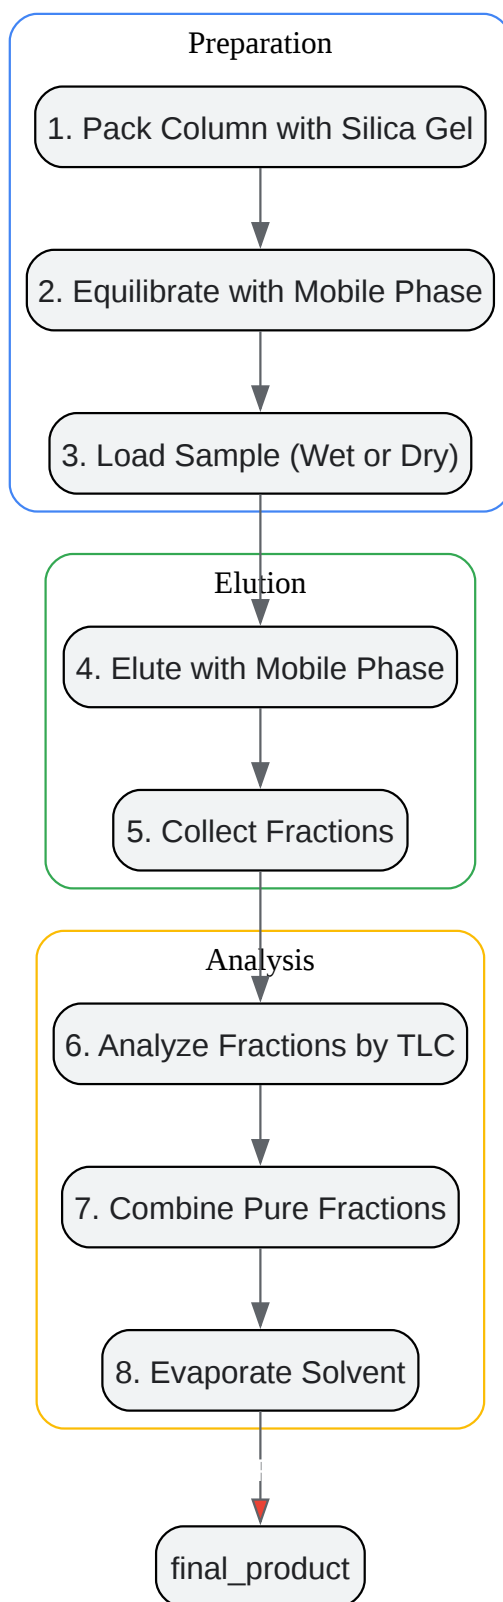 Preparation
1. Pack Column with Silica Gel
2. Equilibrate with Mobile Phase
3. Load Sample (Wet or Dry)
Elution
4. Elute with Mobile Phase
5. Collect Fractions
Analysis
6. Analyze Fractions by TLC
7. Combine Pure Fractions
8. Evaporate Solvent
final_product